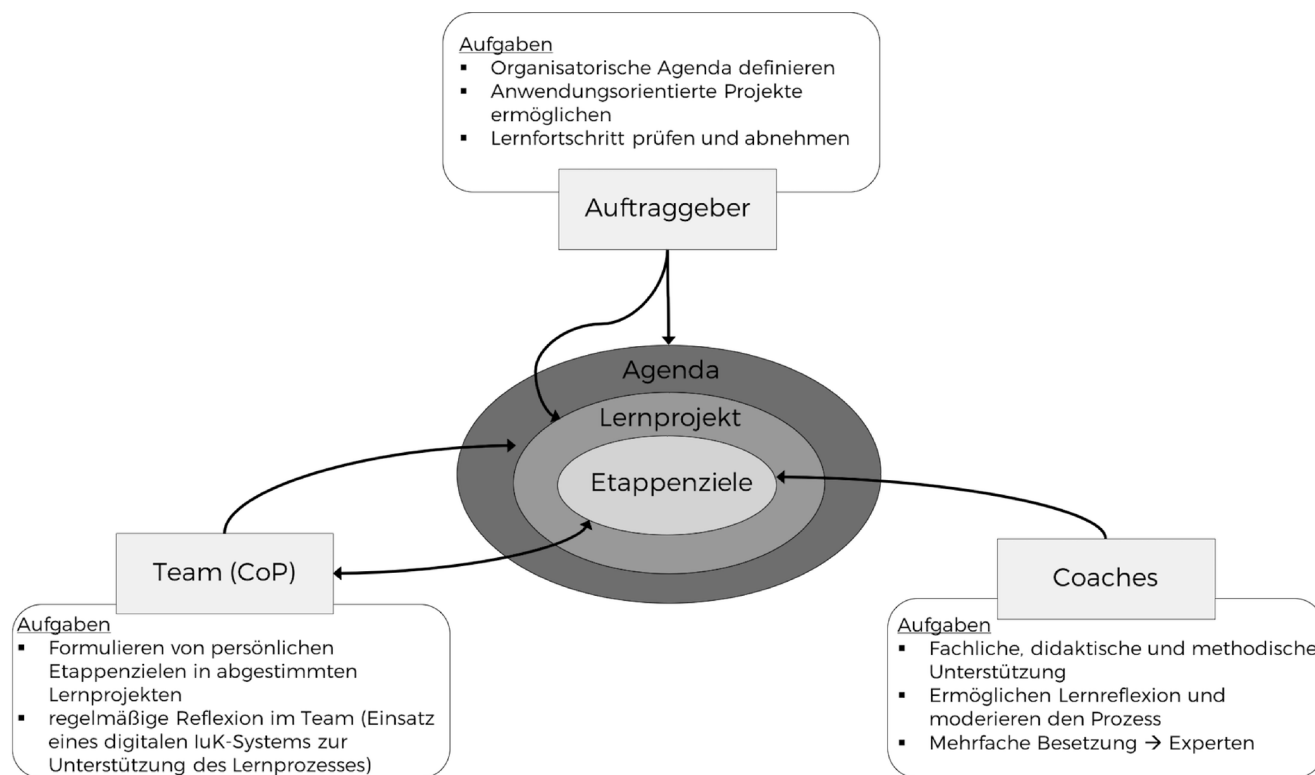 Aufgaben
▪ Organisatorische Agenda definieren
▪ Anwendungsorientierte Projekte
ermöglichen
▪ Lernfortschritt prüfen und abnehmen
Auftraggeber
Agenda
Lernprojekt
Etappenziele
Team (CoP)
Aufgaben
▪ Formulieren von persönlichen
Etappenzielen in abgestimmten
Lernprojekten
▪ regelmäßige Reflexion im Team (Einsatz
eines digitalen IuK-Systems zur
Unterstützung des Lernprozesses)
Coaches
Aufgaben
▪ Fachliche, didaktische und methodische
Unterstützung
▪ Ermöglichen Lernreflexion und
moderieren den Prozess
▪ Mehrfache Besetzung → Experten